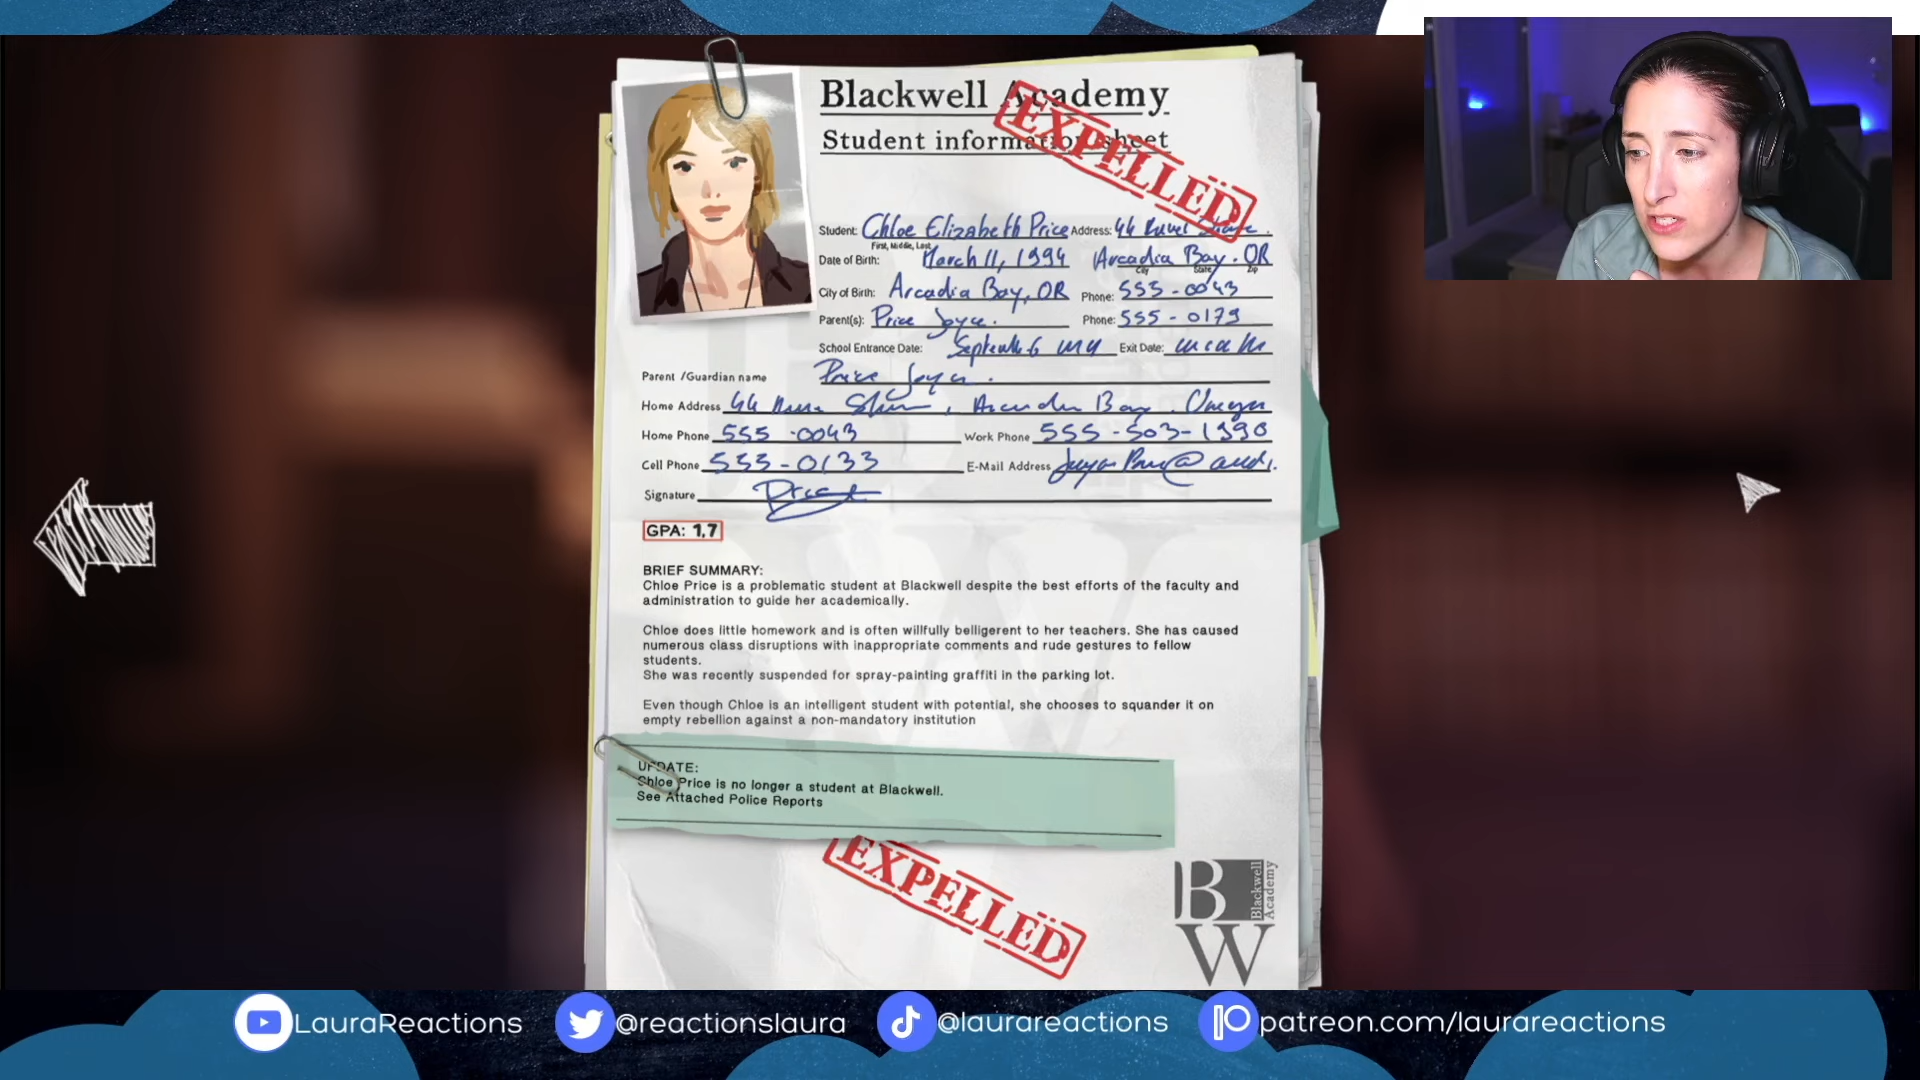 Blackwell Academy
Student information sheet
EXPELLED
Student: Chloe Elizabeth Price Address: 44
First, Middle, Last
Date of Birth: March 11, 1994 Arcadia Bay. OR
City State Zip
City of Birth: Arcadia Bay, OR Phone: 555-0043
Parent(s): Price Joyce. Phone: 555-0179
School Entrance Date: Exit Date:
Parent /Guardian name Price Joyce.
Home Address 44
Home Phone 555-0043 Work Phone 555-503-1990
Cell Phone 555-0133 E-Mail Address
Signature
GPA: 1,7
BRIEF SUMMARY:
Chloe Price is a problematic student at Blackwell despite the best efforts of the faculty and
administration to guide her academically.
Chloe does little homework and is often willfully belligerent to her teachers. She has caused
numerous class disruptions with inappropriate comments and rude gestures to fellow
students.
She was recently suspended for spray-painting graffiti in the parking lot.
Even though Chloe is an intelligent student with potential, she chooses to squander it on
empty rebellion against a non-mandatory institution
UPDATE:
Chloe Price is no longer a student at Blackwell.
See Attached Police Reports
EXPELLED
B
Blackwell
Academy
W
LauraReactions @reactionslaura @laurareactions patreon.com/laurareactions